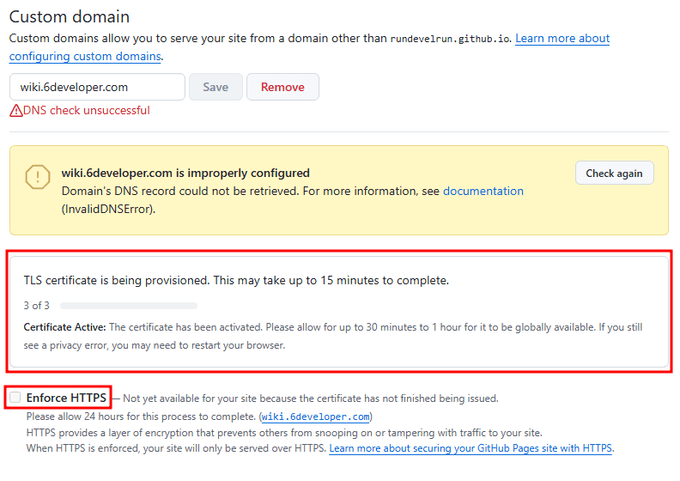 Custom domain
Custom domains allow you to serve your site from a domain other than rundevelrun.github.io. Learn more about
configuring custom domains.
wiki.6developer.com Save Remove
DNS check unsuccessful
wiki.6developer.com is improperly configured
Domain's DNS record could not be retrieved. For more information, see documentation
(InvalidDNSError).
Check again
TLS certificate is being provisioned. This may take up to 15 minutes to complete.
3 of 3
Certificate Active: The certificate has been activated. Please allow for up to 30 minutes to 1 hour for it to be globally available. If you still
see a privacy error, you may need to restart your browser.
Enforce HTTPS — Not yet available for your site because the certificate has not finished being issued.
Please allow 24 hours for this process to complete. (wiki.6developer.com)
HTTPS provides a layer of encryption that prevents others from snooping on or tampering with traffic to your site.
When HTTPS is enforced, your site will only be served over HTTPS. Learn more about securing your GitHub Pages site with HTTPS.